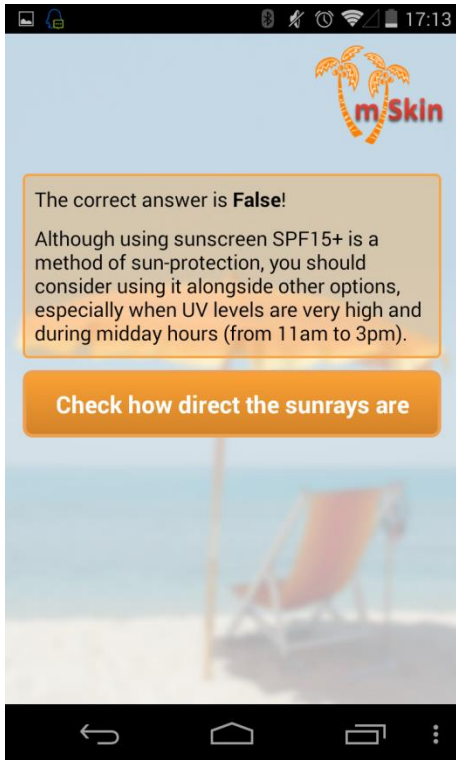 17:13
mISkin
The correct answer is False!
Although using sunscreen SPF15+ is a
method of sun-protection, you should
consider using it alongside other options,
especially when UV levels are very high and
during midday hours (from 11am to 3pm).
Check how direct the sunrays are